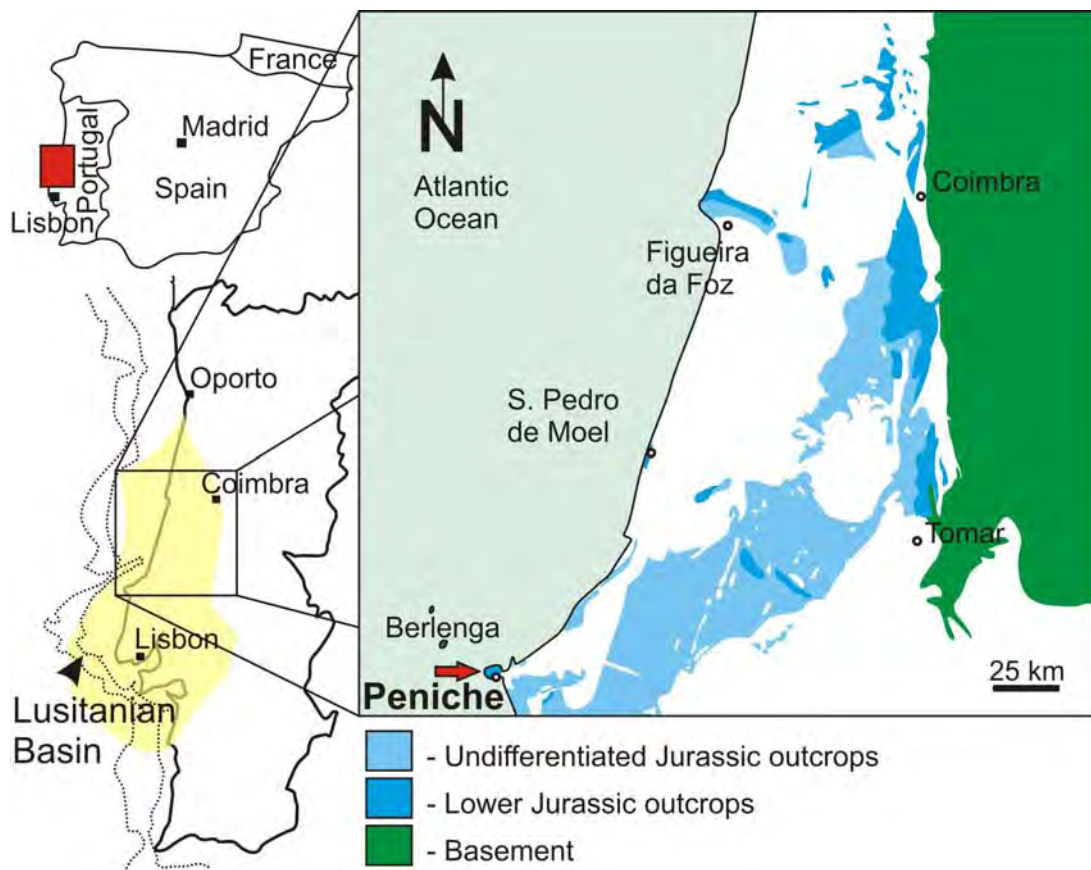 France
Madrid
Portugal
Spain
Lisbon
N
Atlantic
Ocean
Coimbra
Figueira
da Foz
Oporto
S. Pedro
de Moel
Coimbra
Tomar
Berlenga
Lisbon
25 km
Peniche
Lusitanian
Basin
- Undifferentiated Jurassic outcrops
- Lower Jurassic outcrops
- Basement